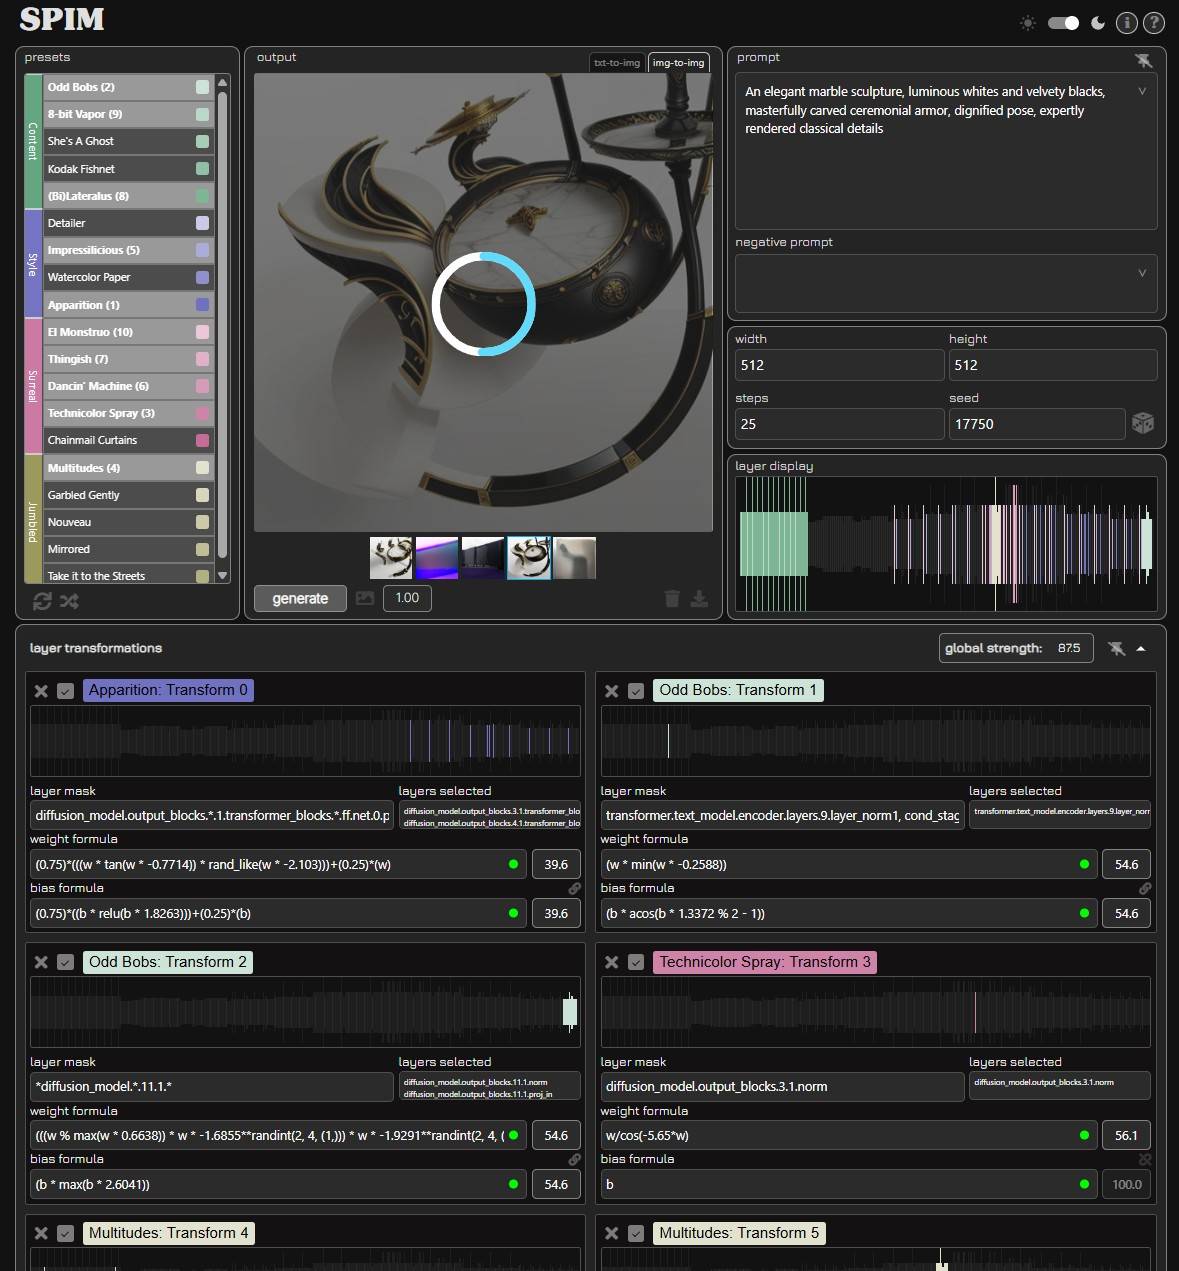 SPIM
presets
output
txt-to-img
img-to-img
prompt
Content
Odd Bobs (2)
8-bit Vapor (9)
She's A Ghost
Kodak Fishnet
(Bi)Lateralus (8)
Style
Detailer
Impressilicious (5)
Watercolor Paper
Apparition (1)
Surreal
El Monstruo (10)
Thingish (7)
Dancin' Machine (6)
Technicolor Spray (3)
Chainmail Curtains
Jumbled
Multitudes (4)
Garbled Gently
Nouveau
Mirrored
Take it to the Streets
generate
1.00
An elegant marble sculpture, luminous whites and velvety blacks,
masterfully carved ceremonial armor, dignified pose, expertly
rendered classical details
negative prompt
width
height
512
512
steps
seed
25
17750
layer display
layer transformations
global strength: 87.5
Apparition: Transform 0
layer mask
layers selected
diffusion_model.output_blocks.*.1.transformer_blocks.*.ff.net.0.p
diffusion_model.output_blocks.3.1.transformer_blo
diffusion_model.output_blocks.4.1.transformer_blo
weight formula
(0.75)*(((w * tan(w * -0.7714)) * rand_like(w * -2.103)))+(0.25)*(w)
39.6
bias formula
(0.75)*((b * relu(b * 1.8263)))+(0.25)*(b)
39.6
Odd Bobs: Transform 1
layer mask
layers selected
transformer.text_model.encoder.layers.9.layer_norm1, cond_stag
transformer.text_model.encoder.layers.9.layer_norr
weight formula
(w * min(w * -0.2588))
54.6
bias formula
(b * acos(b * 1.3372 % 2 - 1))
54.6
Odd Bobs: Transform 2
layer mask
layers selected
*diffusion_model.*.11.1.*
diffusion_model.output_blocks.11.1.norm
diffusion_model.output_blocks.11.1.proj_in
weight formula
(((w % max(w * 0.6638)) * w * -1.6855**randint(2, 4, (1,))) * w * -1.9291**randint(2, 4, (
54.6
bias formula
(b * max(b * 2.6041))
54.6
Technicolor Spray: Transform 3
layer mask
layers selected
diffusion_model.output_blocks.3.1.norm
diffusion_model.output_blocks.3.1.norm
weight formula
w/cos(-5.65*w)
56.1
bias formula
b
100.0
Multitudes: Transform 4
Multitudes: Transform 5